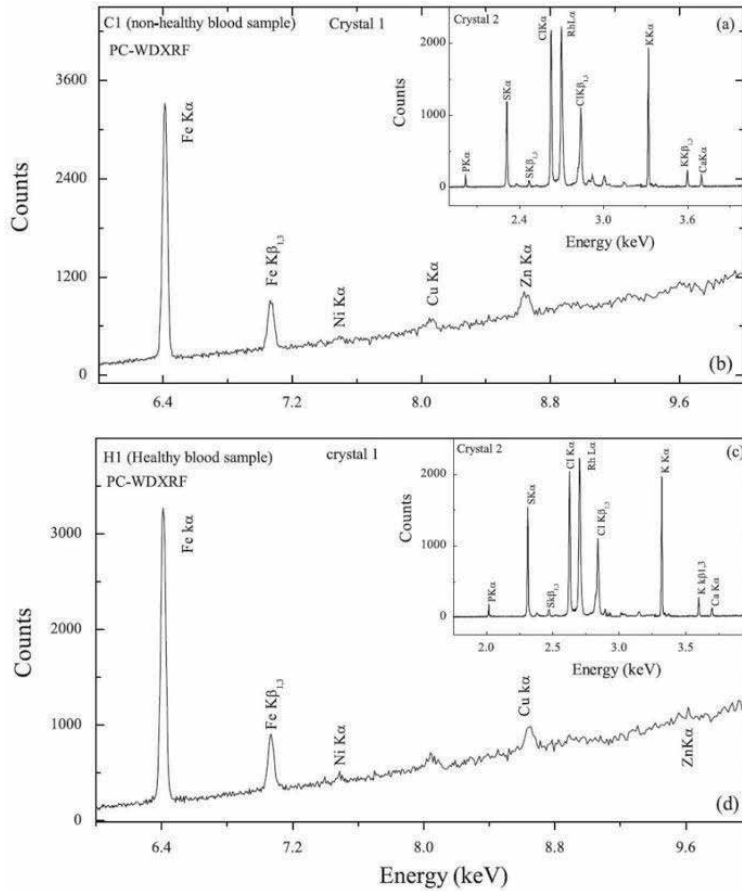 C1 (non-healthy blood sample) Crystal 1
PC-WDXRF
(a)
Crystal 2
PKα
SKα
SKβ1,3
ClKα
RhLα
ClKβ1,3
KKα
KKβ1,3
CaKα
Counts
2000
1000
0
2.4 3.0 3.6
Energy (keV)
Fe Kα
Fe Kβ1,3
Ni Kα
Cu Kα
Zn Kα
Counts
3600
2400
1200
0
(b)
6.4 7.2 8.0 8.8 9.6
H1 (Healthy blood sample) crystal 1
PC-WDXRF
(c)
Crystal 2
PKα
SKα
Skβ1,3
Cl Kα
Rh Lα
Cl Kβ1,3
K Kα
K kβ1,3
Ca Kα
Counts
2000
1000
0
2.0 2.5 3.0 3.5
Energy (keV)
Fe kα
Fe Kβ1,3
Ni Kα
Cu kα
ZnKα
Counts
3000
2000
1000
0
(d)
6.4 7.2 8.0 8.8 9.6
Energy (keV)